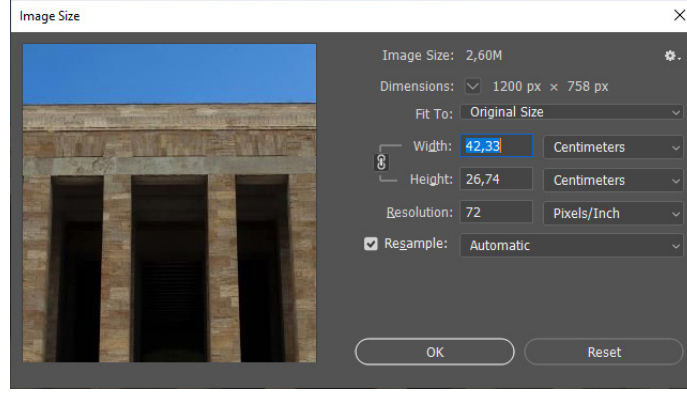 Image Size
Image Size: 2,60M
Dimensions: 1200 px × 758 px
Fit To: Original Size
Width: 42,33 Centimeters
Height: 26,74 Centimeters
Resolution: 72 Pixels/Inch
Resample: Automatic
OK Reset